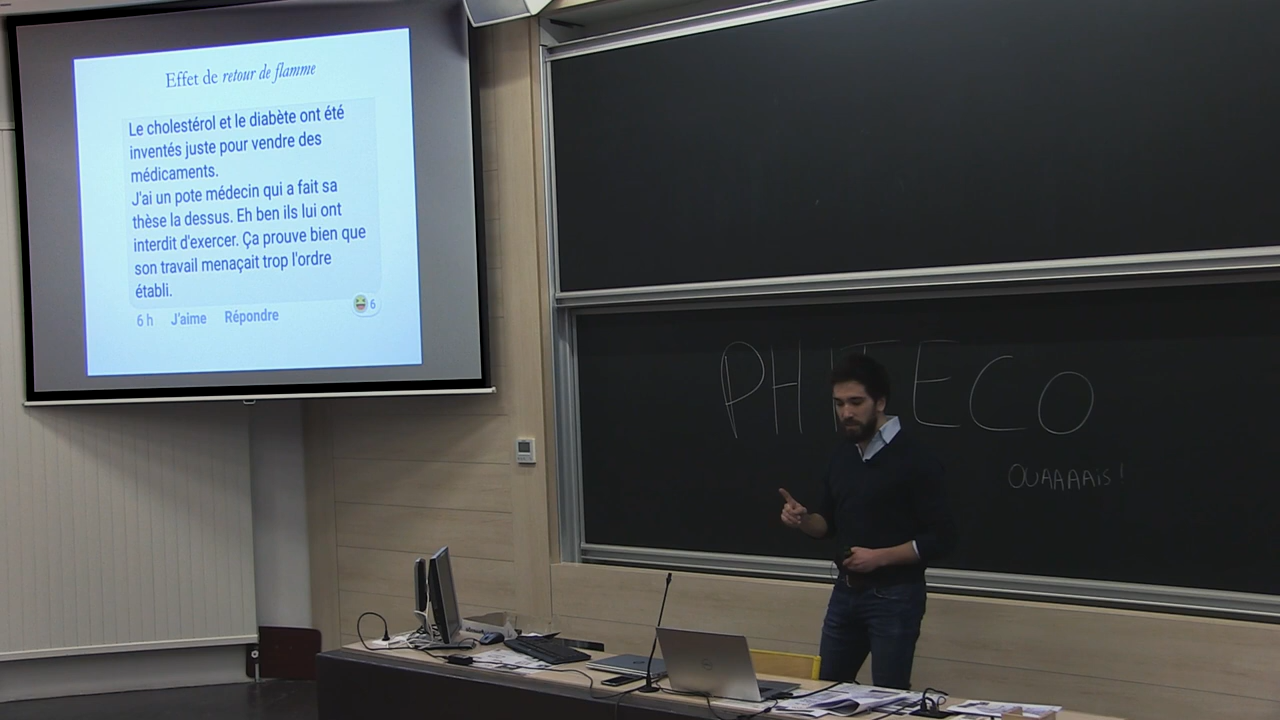 Effet de retour de flamme
Le cholestérol et le diabète ont été
inventés juste pour vendre des
médicaments.
J'ai un pote médecin qui a fait sa
thèse la dessus. Eh ben ils lui ont
interdit d'exercer. Ça prouve bien que
son travail menaçait trop l'ordre
établi.
6
6 h J'aime Répondre
OUAAAAis !